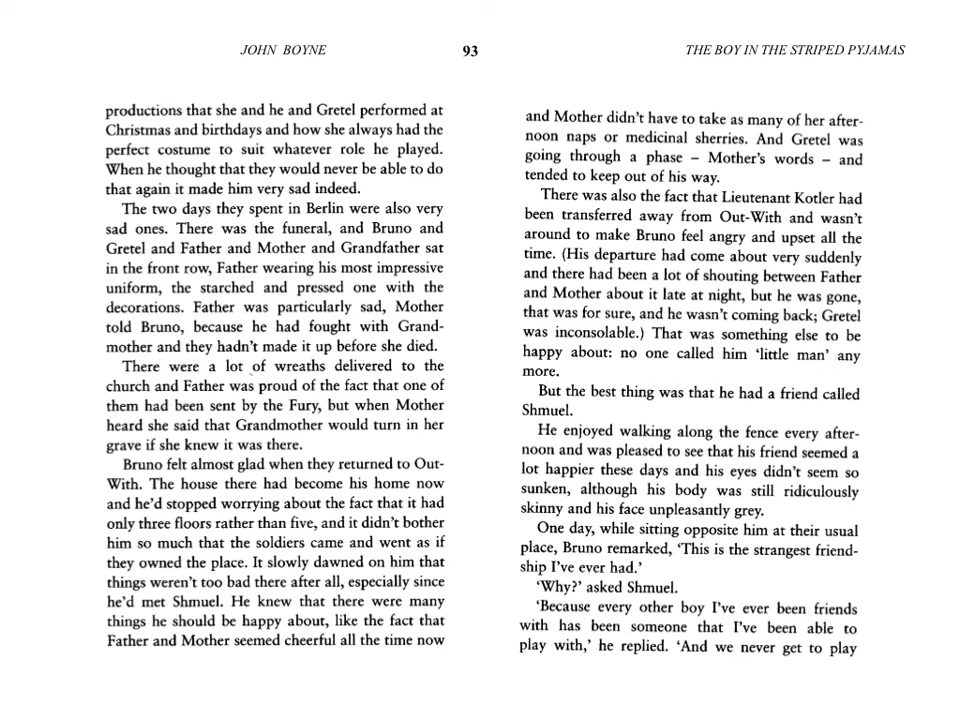 JOHN BOYNE
93
THE BOY IN THE STRIPED PYJAMAS
productions that she and he and Gretel performed at
Christmas and birthdays and how she always had the
perfect costume to suit whatever role he played.
When he thought that they would never be able to do
that again it made him very sad indeed.
The two days they spent in Berlin were also very
sad ones. There was the funeral, and Bruno and
Gretel and Father and Mother and Grandfather sat
in the front row, Father wearing his most impressive
uniform, the starched and pressed one with the
decorations. Father was particularly sad, Mother
told Bruno, because he had fought with Grand-
mother and they hadn't made it up before she died.
There were a lot of wreaths delivered to the
church and Father was proud of the fact that one of
them had been sent by the Fury, but when Mother
heard she said that Grandmother would turn in her
grave if she knew it was there.
Bruno felt almost glad when they returned to Out-
With. The house there had become his home now
and he'd stopped worrying about the fact that it had
only three floors rather than five, and it didn't bother
him so much that the soldiers came and went as if
they owned the place. It slowly dawned on him that
things weren't too bad there after all, especially since
he'd met Shmuel. He knew that there were many
things he should be happy about, like the fact that
Father and Mother seemed cheerful all the time now
and Mother didn't have to take as many of her after-
noon naps or medicinal sherries. And Gretel was
going through a phase – Mother's words – and
tended to keep out of his way.
There was also the fact that Lieutenant Kotler had
been transferred away from Out-With and wasn't
around to make Bruno feel angry and upset all the
time. (His departure had come about very suddenly
and there had been a lot of shouting between Father
and Mother about it late at night, but he was gone,
that was for sure, and he wasn't coming back; Gretel
was inconsolable.) That was something else to be
happy about: no one called him 'little man' any
more.
But the best thing was that he had a friend called
Shmuel.
He enjoyed walking along the fence every after-
noon and was pleased to see that his friend seemed a
lot happier these days and his eyes didn't seem so
sunken, although his body was still ridiculously
skinny and his face unpleasantly grey.
One day, while sitting opposite him at their usual
place, Bruno remarked, 'This is the strangest friend-
ship I've ever had.'
'Why?' asked Shmuel.
'Because every other boy I've ever been friends
with has been someone that I've been able to
play with,' he replied. 'And we never get to play